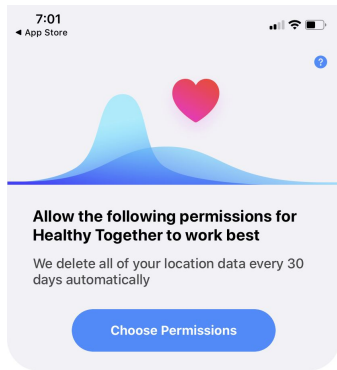 7:01
◀ App Store
?
Allow the following permissions for
Healthy Together to work best
We delete all of your location data every 30
days automatically
Choose Permissions